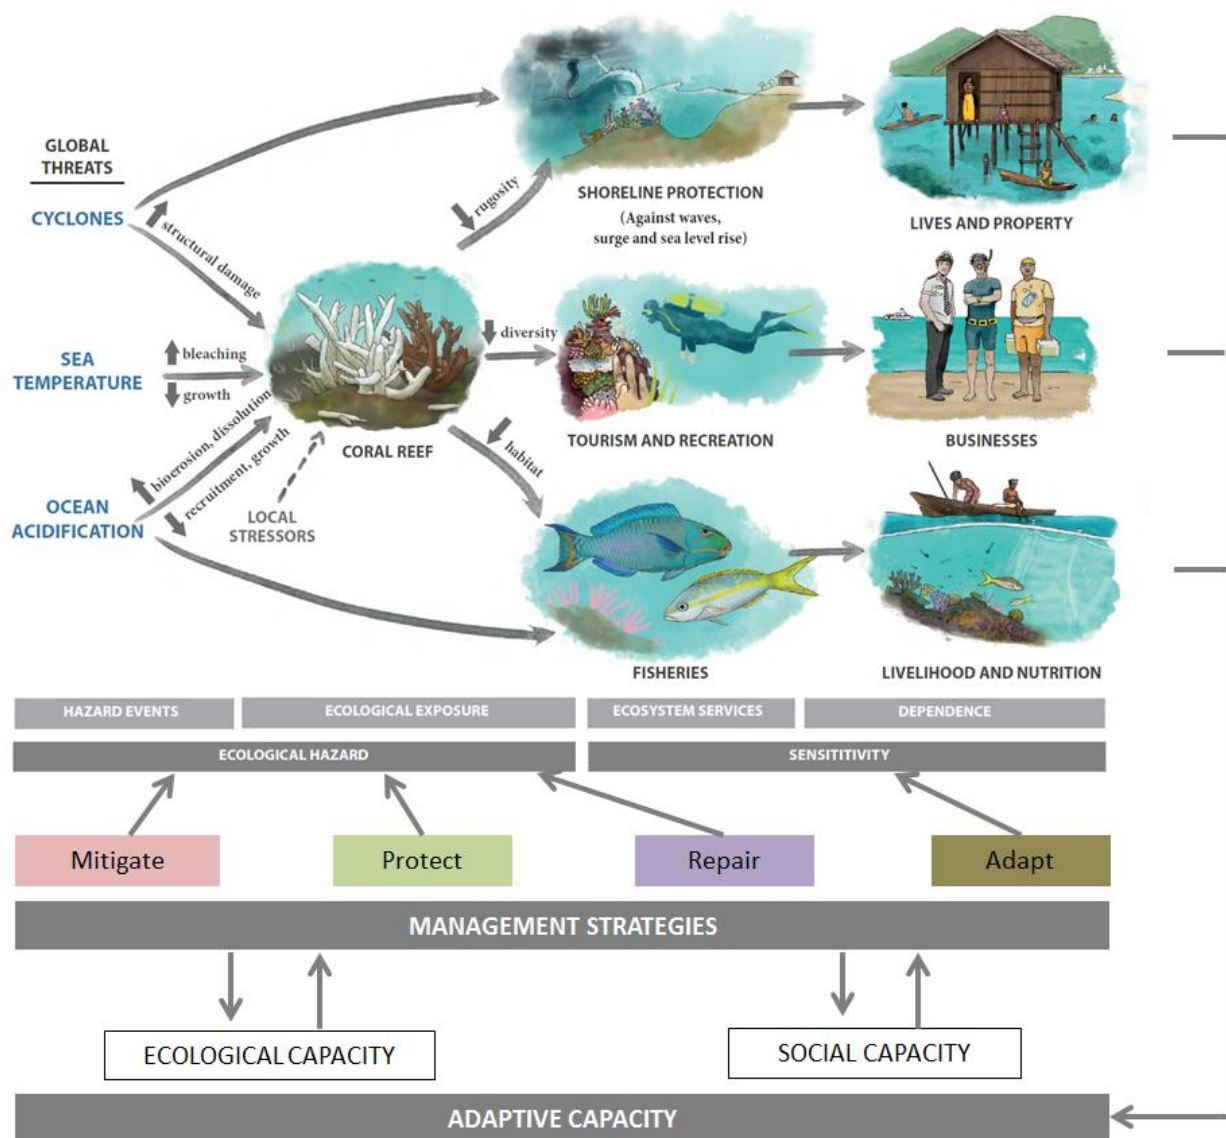 GLOBAL
THREATS
CYCLONES
structural damage
rugosity
SHORELINE PROTECTION
(Against waves,
surge and sea level rise)
LIVES AND PROPERTY
SEA
TEMPERATURE
bleaching
growth
CORAL REEF
diversity
TOURISM AND RECREATION
BUSINESSES
OCEAN
ACIDIFICATION
bioerosion, dissolution
recruitment, growth
LOCAL
STRESSORS
habitat
FISHERIES
LIVELIHOOD AND NUTRITION
HAZARD EVENTS
ECOLOGICAL EXPOSURE
ECOSYSTEM SERVICES
DEPENDENCE
ECOLOGICAL HAZARD
SENSITITIVITY
Mitigate
Protect
Repair
Adapt
MANAGEMENT STRATEGIES
ECOLOGICAL CAPACITY
SOCIAL CAPACITY
ADAPTIVE CAPACITY